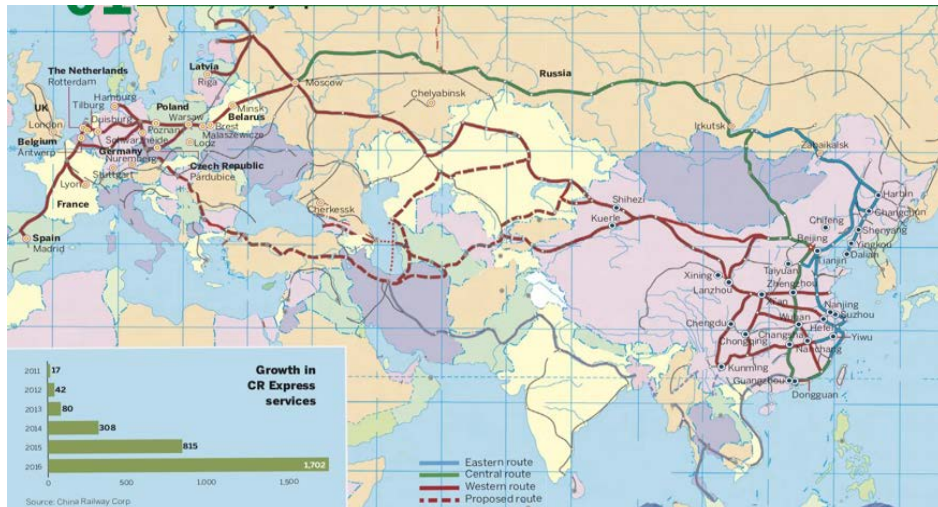 The Netherlands
Rotterdam
Hamburg
Tilburg
Duisburg
UK
London
Belgium
Antwerp
Latvia
Riga
Poland
Warsaw
Poznan
Schwarzheide
Germany
Nuremberg
Stuttgart
Minsk
Belarus
Brest
Malaszewicze
Lodz
Czech Republic
Pardubice
Lyon
France
Spain
Madrid
Moscow
Russia
Chelyabinsk
Cherkessk
Irkutsk
Zabaikalsk
Harbin
Changchun
Shenyang
Yingkou
Dalian
Chifeng
Beijing
Tianjin
Shihezi
Kuerle
Taiyuan
Xining
Lanzhou
Zhengzhou
Xi'an
Nanjing
Suzhou
Wuhan
Hefei
Yiwu
Chengdu
Chongqing
Changsha
Nanchang
Kunming
Guangzhou
Dongguan
Growth in
CR Express
services
2011 17
2012 42
2013 80
2014 308
2015 815
2016 1,702
0 500 1,000 1,500
Source: China Railway Corp
Eastern route
Central route
Western route
Proposed route